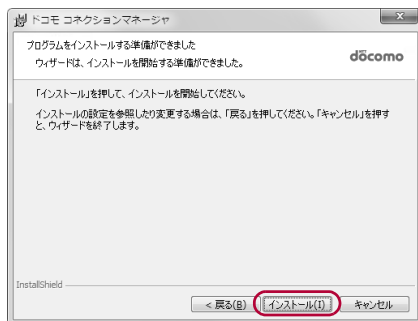 ドコモ コネクションマネージャ
プログラムをインストールする準備ができました
ウィザードは、インストールを開始する準備ができました。
döcomo
「インストール」を押して、インストールを開始してください。
インストールの設定を参照したり変更する場合は、「戻る」を押してください。「キャンセル」を押す
と、ウィザードを終了します。
InstallShield
< 戻る(B)
インストール(I)
キャンセル